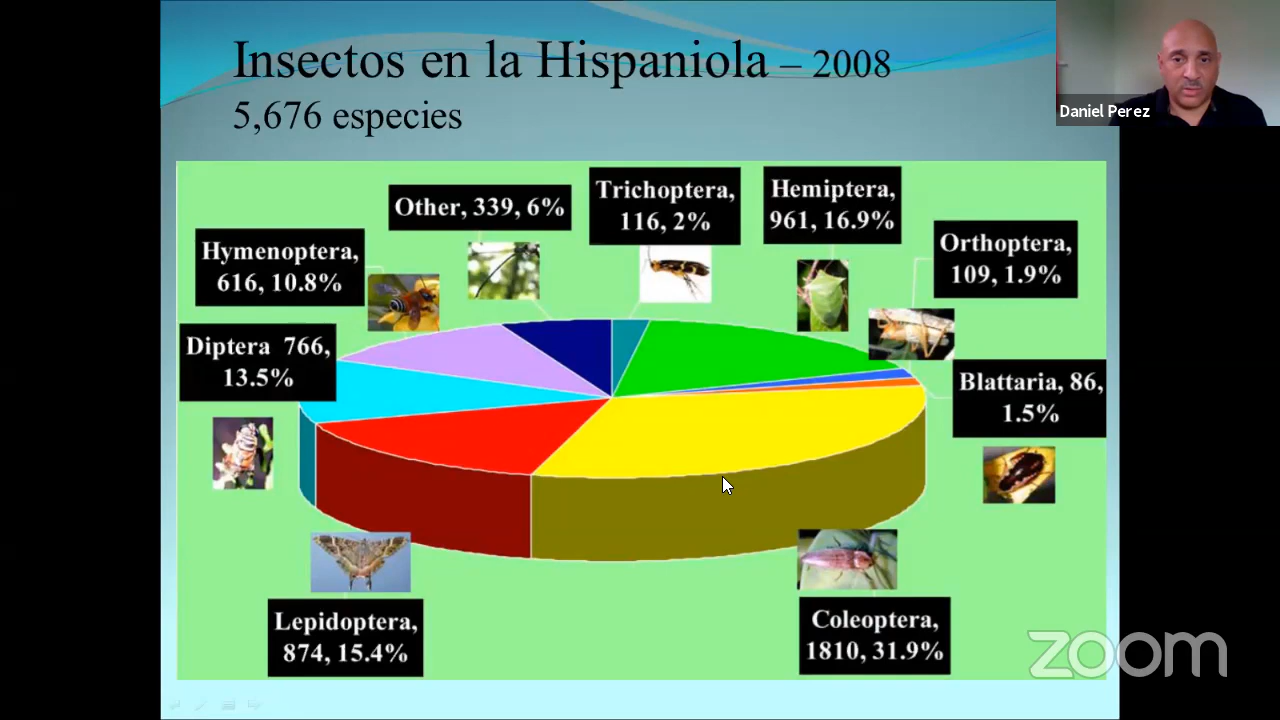 Insectos en la Hispaniola – 2008
5,676 especies
Daniel Perez
Other, 339, 6%
Trichoptera,
116, 2%
Hemiptera,
961, 16.9%
Hymenoptera,
616, 10.8%
Orthoptera,
109, 1.9%
Diptera 766,
13.5%
Blattaria, 86,
1.5%
Lepidoptera,
874, 15.4%
Coleoptera,
1810, 31.9%
zoom